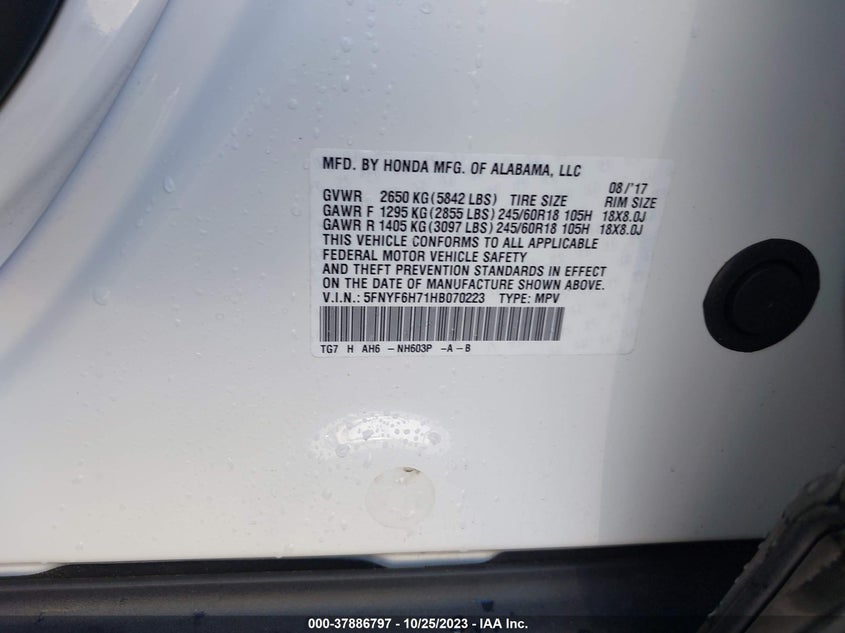 MFD. BY HONDA MFG. OF ALABAMA, LLC
08/'17
GVWR 2650 KG(5842 LBS) TIRE SIZE RIM SIZE
GAWR F 1295 KG(2855 LBS)245/60R18 105H 18X8.0J
GAWR R 1405 KG(3097 LBS)245/60R18 105H 18X8.0J
THIS VEHICLE CONFORMS TO ALL APPLICABLE
FEDERAL MOTOR VEHICLE SAFETY
AND THEFT PREVENTION STANDARDS IN EFFECT
ON THE DATE OF MANUFACTURE SHOWN ABOVE.
V.I.N.: 5FNYF6H71HB070223 TYPE: MPV
TG7 H AH6 -NH603P -A-B
000-37886797 - 10/25/2023 - IAA Inc.